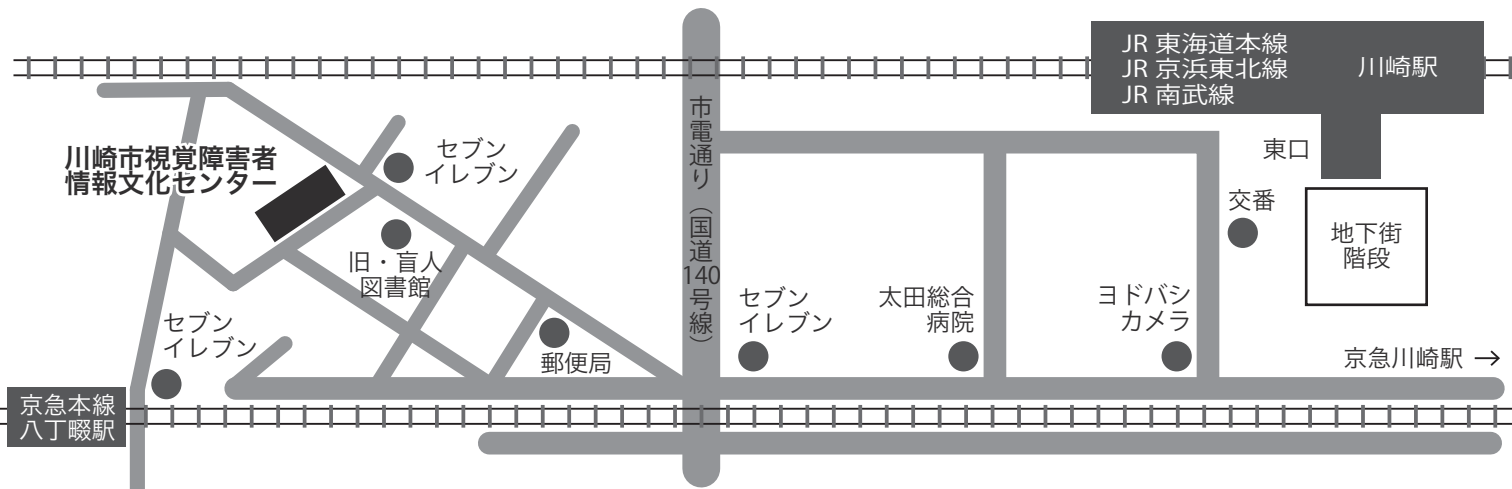 JR 東海道本線
JR 京浜東北線
JR 南武線
川崎駅
東口
交番
地下街
階段
市電通り（国道140号線）
川崎市視覚障害者
情報文化センター
セブン
イレブン
旧・盲人
図書館
セブン
イレブン
郵便局
セブン
イレブン
太田総合
病院
ヨドバシ
カメラ
京急川崎駅 →
京急本線
八丁畷駅